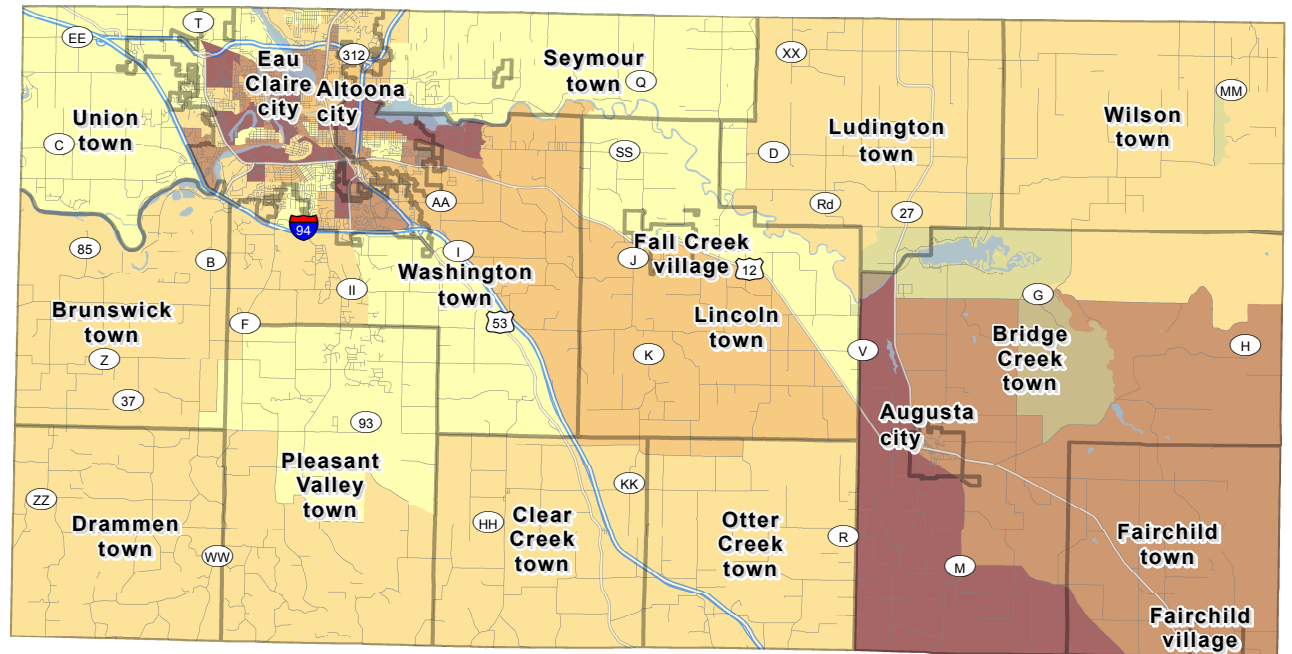 T
EE
312
Eau
Claire
city
Altoona
city
Seymour
town
Q
XX
MM
Union
town
C
Ludington
town
Wilson
town
SS
D
AA
Rd
27
94
85
B
I
Fall Creek
village
J
12
Washington
town
II
G
Brunswick
town
F
53
Lincoln
town
Bridge
Creek
town
H
Z
K
V
37
93
Augusta
city
Pleasant
Valley
town
ZZ
KK
Drammen
town
HH
Clear
Creek
town
Otter
Creek
town
R
Fairchild
town
WW
M
Fairchild
village